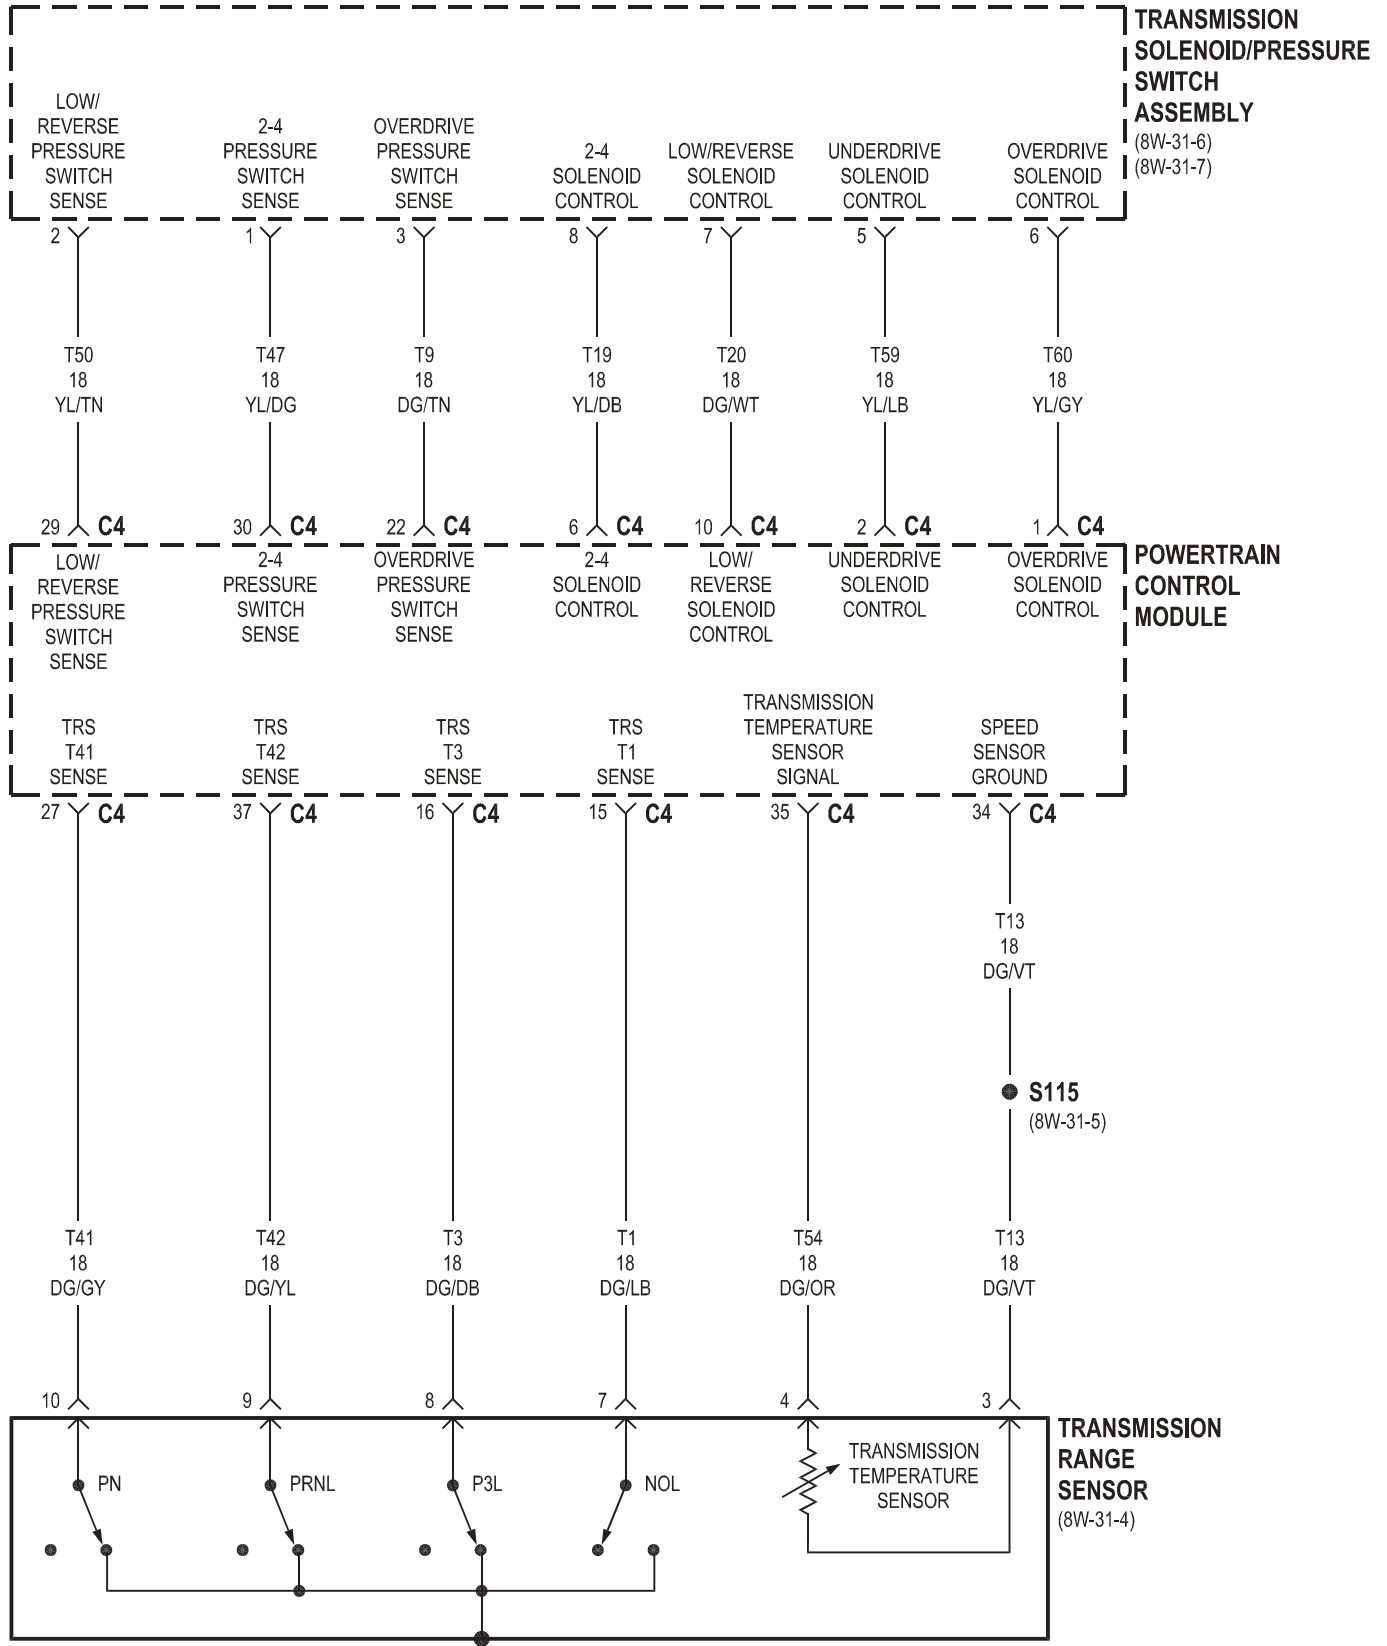 TRANSMISSION
SOLENOID/PRESSURE
SWITCH
ASSEMBLY
(8W-31-6)
(8W-31-7)
LOW/
REVERSE
PRESSURE
SWITCH
SENSE
2-4
PRESSURE
SWITCH
SENSE
OVERDRIVE
PRESSURE
SWITCH
SENSE
2-4
SOLENOID
CONTROL
LOW/REVERSE
SOLENOID
CONTROL
UNDERDRIVE
SOLENOID
CONTROL
OVERDRIVE
SOLENOID
CONTROL
2
1
3
8
7
5
6
T50
18
YL/TN
T47
18
YL/DG
T9
18
DG/TN
T19
18
YL/DB
T20
18
DG/WT
T59
18
YL/LB
T60
18
YL/GY
29 C4
30 C4
22 C4
6 C4
10 C4
2 C4
1 C4
POWERTRAIN
CONTROL
MODULE
LOW/
REVERSE
PRESSURE
SWITCH
SENSE
2-4
PRESSURE
SWITCH
SENSE
OVERDRIVE
PRESSURE
SWITCH
SENSE
2-4
SOLENOID
CONTROL
LOW/
REVERSE
SOLENOID
CONTROL
UNDERDRIVE
SOLENOID
CONTROL
OVERDRIVE
SOLENOID
CONTROL
TRS
T41
SENSE
TRS
T42
SENSE
TRS
T3
SENSE
TRS
T1
SENSE
TRANSMISSION
TEMPERATURE
SENSOR
SIGNAL
SPEED
SENSOR
GROUND
27 C4
37 C4
16 C4
15 C4
35 C4
34 C4
T13
18
DG/VT
S115
(8W-31-5)
T41
18
DG/GY
T42
18
DG/YL
T3
18
DG/DB
T1
18
DG/LB
T54
18
DG/OR
T13
18
DG/VT
10
9
8
7
4
3
TRANSMISSION
RANGE
SENSOR
(8W-31-4)
PN
PRNL
P3L
NOL
TRANSMISSION
TEMPERATURE
SENSOR